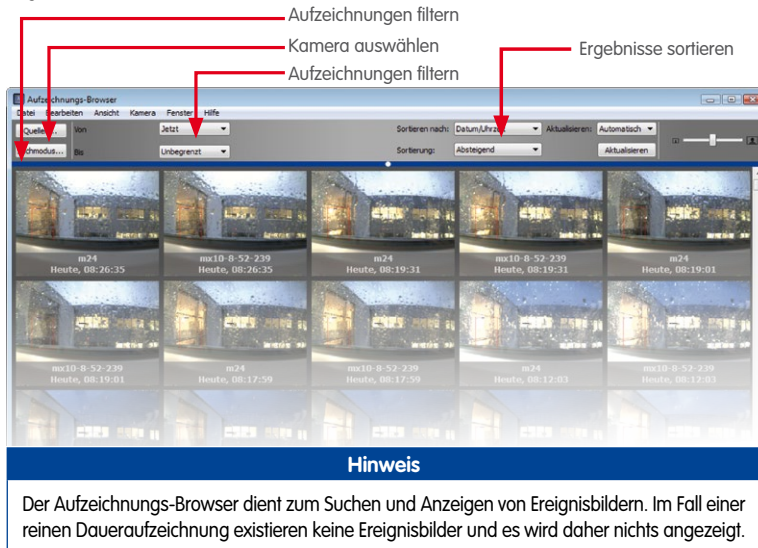 Aufzeichnungen filtern
Kamera auswählen
Ergebnisse sortieren
Aufzeichnungen filtern
Aufzeichnungs-Browser
Datei Bearbeiten Ansicht Kamera Fenster Hilfe
Von Jetzt Sortieren nach: Datum/Uhrzeit Aktualisieren: Automatisch
Bis Unbegrenzt Sortierung: Absteigend Aktualisieren
m24 mx10-8-52-239 m24 mx10-8-52-239 m24
Heute, 08:26:35 Heute, 08:26:35 Heute, 08:19:31 Heute, 08:19:31 Heute, 08:19:01
mx10-8-52-239 m24 mx10-8-52-239 m24 mx10-8-52-239
Heute, 08:19:01 Heute, 08:17:59 Heute, 08:17:59 Heute, 08:12:03 Heute, 08:12:03
Hinweis
Der Aufzeichnungs-Browser dient zum Suchen und Anzeigen von Ereignisbildern. Im Fall einer
reinen Daueraufzeichnung existieren keine Ereignisbilder und es wird daher nichts angezeigt.